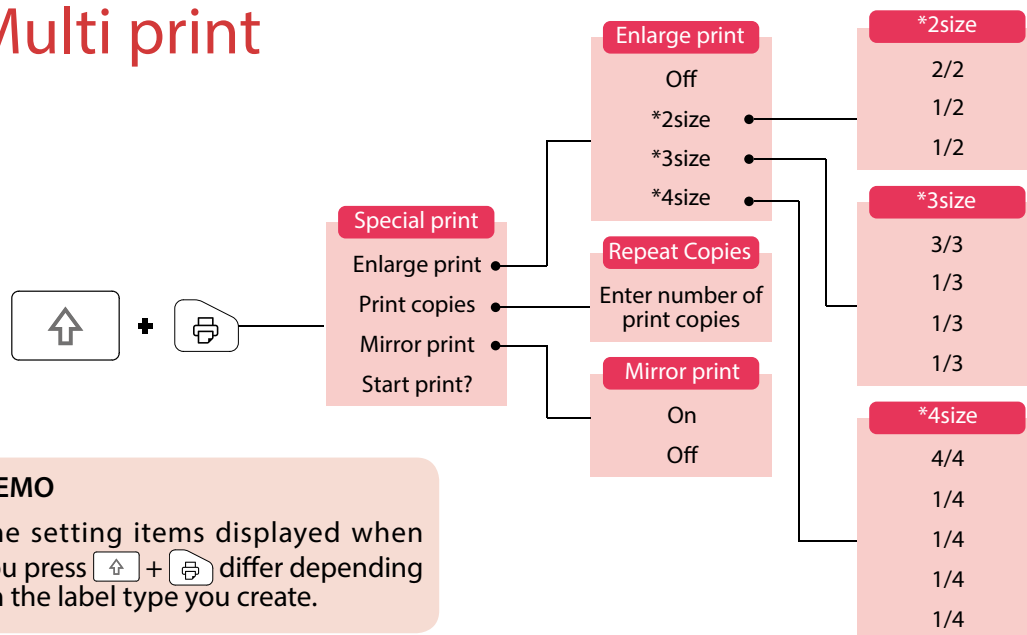 Multi print
Special print
Enlarge print
Print copies
Mirror print
Start print?
Enlarge print
Off
*2size
*3size
*4size
Repeat Copies
Enter number of
print copies
Mirror print
On
Off
*2size
2/2
1/2
1/2
*3size
3/3
1/3
1/3
1/3
*4size
4/4
1/4
1/4
1/4
1/4
EMO
ne setting items displayed when
ou press + differ depending
n the label type you create.